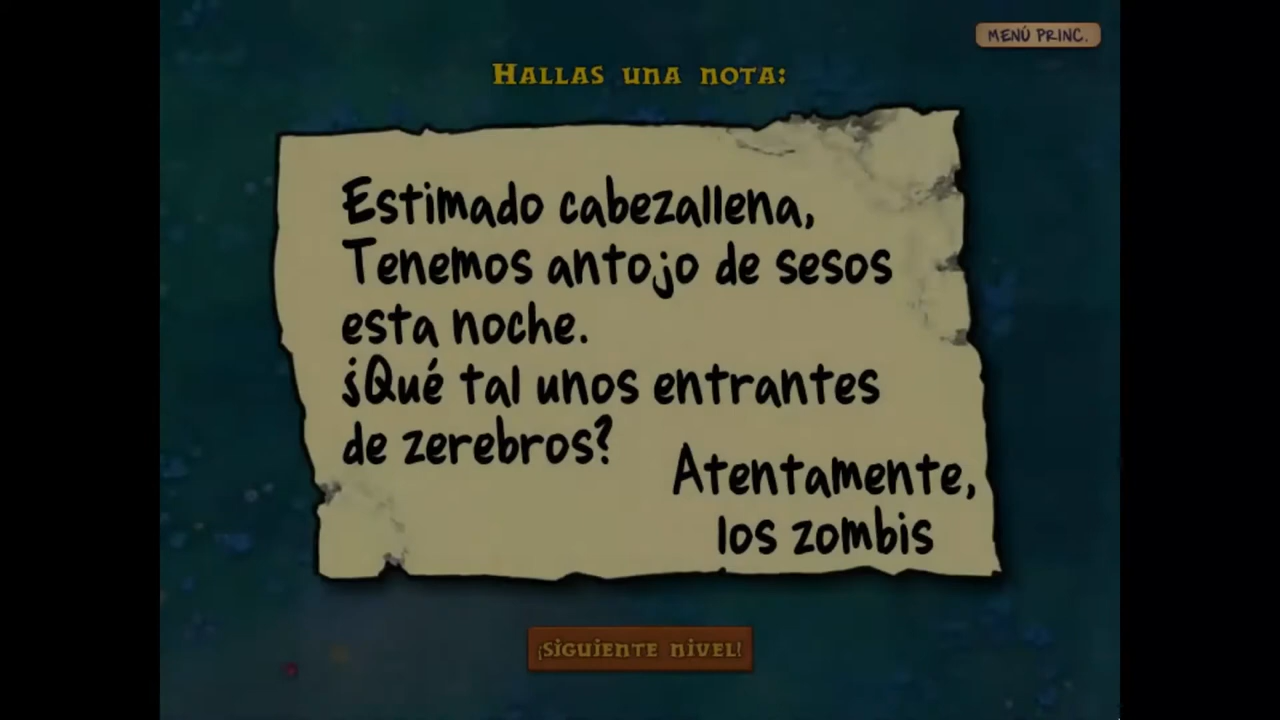 MENÚ PRINC.
HALLAS UNA NOTA:
Estimado cabezallena,
Tenemos antojo de sesos
esta noche.
¿Qué tal unos entrantes
de zerebros?
Atentamente,
los zombis
¡SIGUIENTE NIVEL!